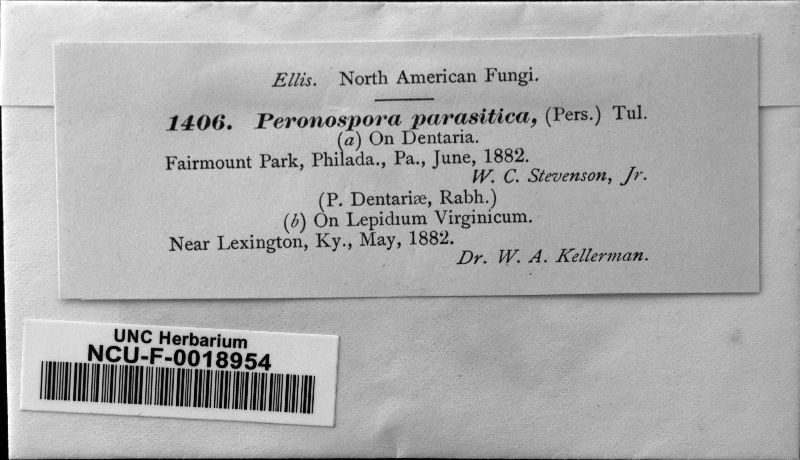 Ellis. North American Fungi.
1406. Peronospora parasitica, (Pers.) Tul.
(a) On Dentaria.
Fairmount Park, Philada., Pa., June, 1882.
W. C. Stevenson, Jr.
(P. Dentariæ, Rabh.)
(b) On Lepidium Virginicum.
Near Lexington, Ky., May, 1882.
Dr. W. A. Kellerman.
UNC Herbarium
NCU-F-0018954